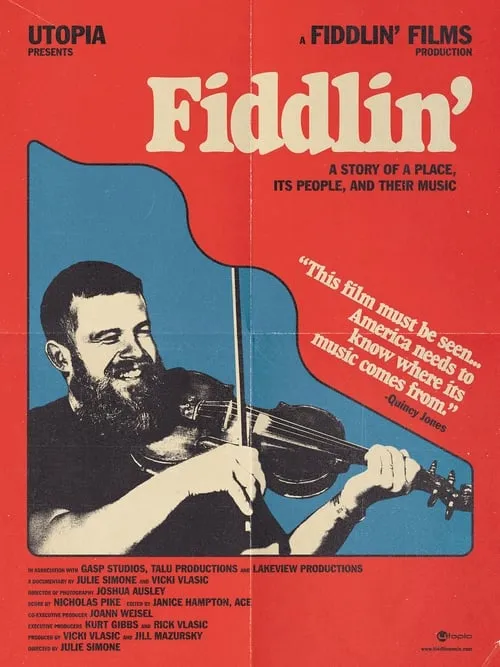 UTOPIA
PRESENTS
A FIDDLIN' FILMS
PRODUCTION
Fiddlin'
A STORY OF A PLACE,
ITS PEOPLE, AND THEIR MUSIC
"This film must be seen...
America needs to
know where its
music comes from."
-Quincy Jones
IN ASSOCIATION WITH GASP STUDIOS, TALU PRODUCTIONS AND LAKEVIEW PRODUCTIONS
A DOCUMENTARY BY JULIE SIMONE AND VICKI VLASIC
DIRECTOR OF PHOTOGRAPHY JOSHUA AUSLEY
SCORE BY NICHOLAS PIKE EDITED BY JANICE HAMPTON, ACE
CO-EXECUTIVE PRODUCER JOANN WEISEL
EXECUTIVE PRODUCERS KURT GIBBS AND RICK VLASIC
PRODUCED BY VICKI VLASIC AND JILL MAZURSKY
DIRECTED BY JULIE SIMONE
utopia